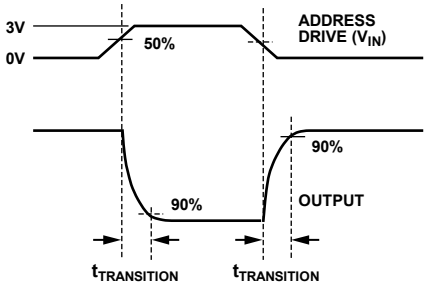 3V
ADDRESS
DRIVE (VIN)
50%
0V
90%
90%
OUTPUT
tTRANSITION
tTRANSITION